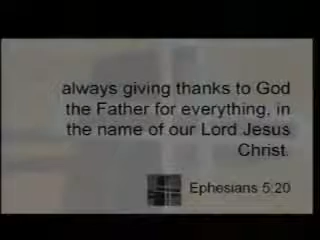 always giving thanks to God
the Father for everything, in
the name of our Lord Jesus
Christ.
Ephesians 5:20